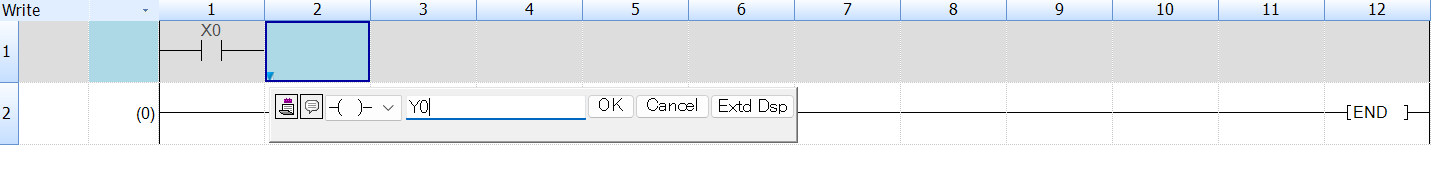 Write 1 2 3 4 5 6 7 8 9 10 11 12
X0
1
2 (0) -( )- Y0 OK Cancel Extd Dsp [END ]